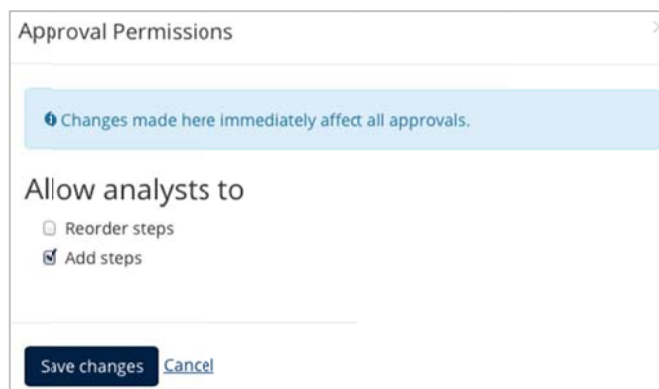 Approval Permissions
Changes made here immediately affect all approvals.
Allow analysts to
Reorder steps
Add steps
Save changes Cancel